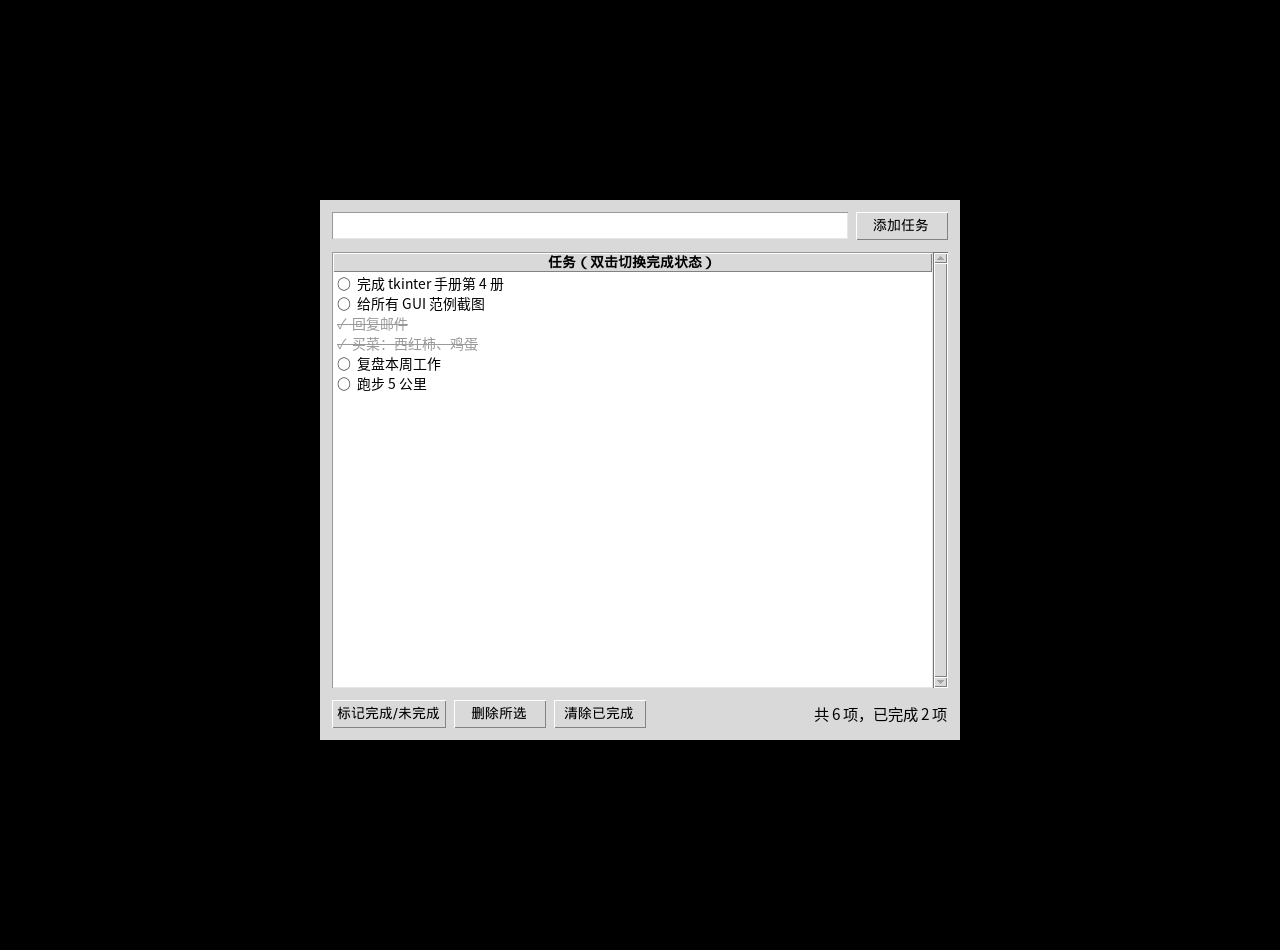 添加任务
任务（双击切换完成状态）
○ 完成 tkinter 手册第 4 册
○ 给所有 GUI 范例截图
✓ 回复邮件
✓ 买菜：西红柿、鸡蛋
○ 复盘本周工作
○ 跑步 5 公里
标记完成/未完成 删除所选 清除已完成 共 6 项，已完成 2 项